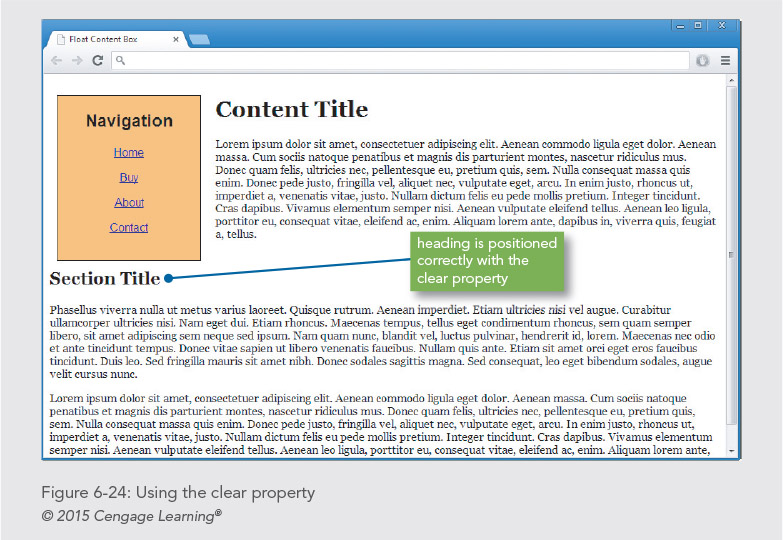 Float Content Box
Navigation
Home
Buy
About
Contact
Content Title
Lorem ipsum dolor sit amet, consectetuer adipiscing elit. Aenean commodo ligula eget dolor. Aenean
massa. Cum sociis natoque penatibus et magnis dis parturient montes, nascetur ridiculus mus.
Donec quam felis, ultricies nec, pellentesque eu, pretium quis, sem. Nulla consequat massa quis
enim. Donec pede justo, fringilla vel, aliquet nec, vulputate eget, arcu. In enim justo, rhoncus ut,
imperdiet a, venenatis vitae, justo. Nullam dictum felis eu pede mollis pretium. Integer tincidunt.
Cras dapibus. Vivamus elementum semper nisi. Aenean vulputate eleifend tellus. Aenean leo ligula,
porttitor eu, consequat vitae, eleifend ac, enim. Aliquam lorem ante, dapibus in, viverra quis, feugiat
a, tellus.
heading is positioned
correctly with the
clear property
Section Title
Phasellus viverra nulla ut metus varius laoreet. Quisque rutrum. Aenean imperdiet. Etiam ultricies nisi vel augue. Curabitur
ullamcorper ultricies nisi. Nam eget dui. Etiam rhoncus. Maecenas tempus, tellus eget condimentum rhoncus, sem quam semper
libero, sit amet adipiscing sem neque sed ipsum. Nam quam nunc, blandit vel, luctus pulvinar, hendrerit id, lorem. Maecenas nec odio
et ante tincidunt tempus. Donec vitae sapien ut libero venenatis faucibus. Nullam quis ante. Etiam sit amet orci eget eros faucibus
tincidunt. Duis leo. Sed fringilla mauris sit amet nibh. Donec sodales sagittis magna. Sed consequat, leo eget bibendum sodales, augue
velit cursus nunc.
Lorem ipsum dolor sit amet, consectetuer adipiscing elit. Aenean commodo ligula eget dolor. Aenean massa. Cum sociis natoque
penatibus et magnis dis parturient montes, nascetur ridiculus mus. Donec quam felis, ultricies nec, pellentesque eu, pretium quis,
sem. Nulla consequat massa quis enim. Donec pede justo, fringilla vel, aliquet nec, vulputate eget, arcu. In enim justo, rhoncus ut,
imperdiet a, venenatis vitae, justo. Nullam dictum felis eu pede mollis pretium. Integer tincidunt. Cras dapibus. Vivamus elementum
semper nisi. Aenean vulputate eleifend tellus. Aenean leo ligula, porttitor eu, consequat vitae, eleifend ac, enim. Aliquam lorem ante,
Figure 6-24: Using the clear property
© 2015 Cengage Learning®